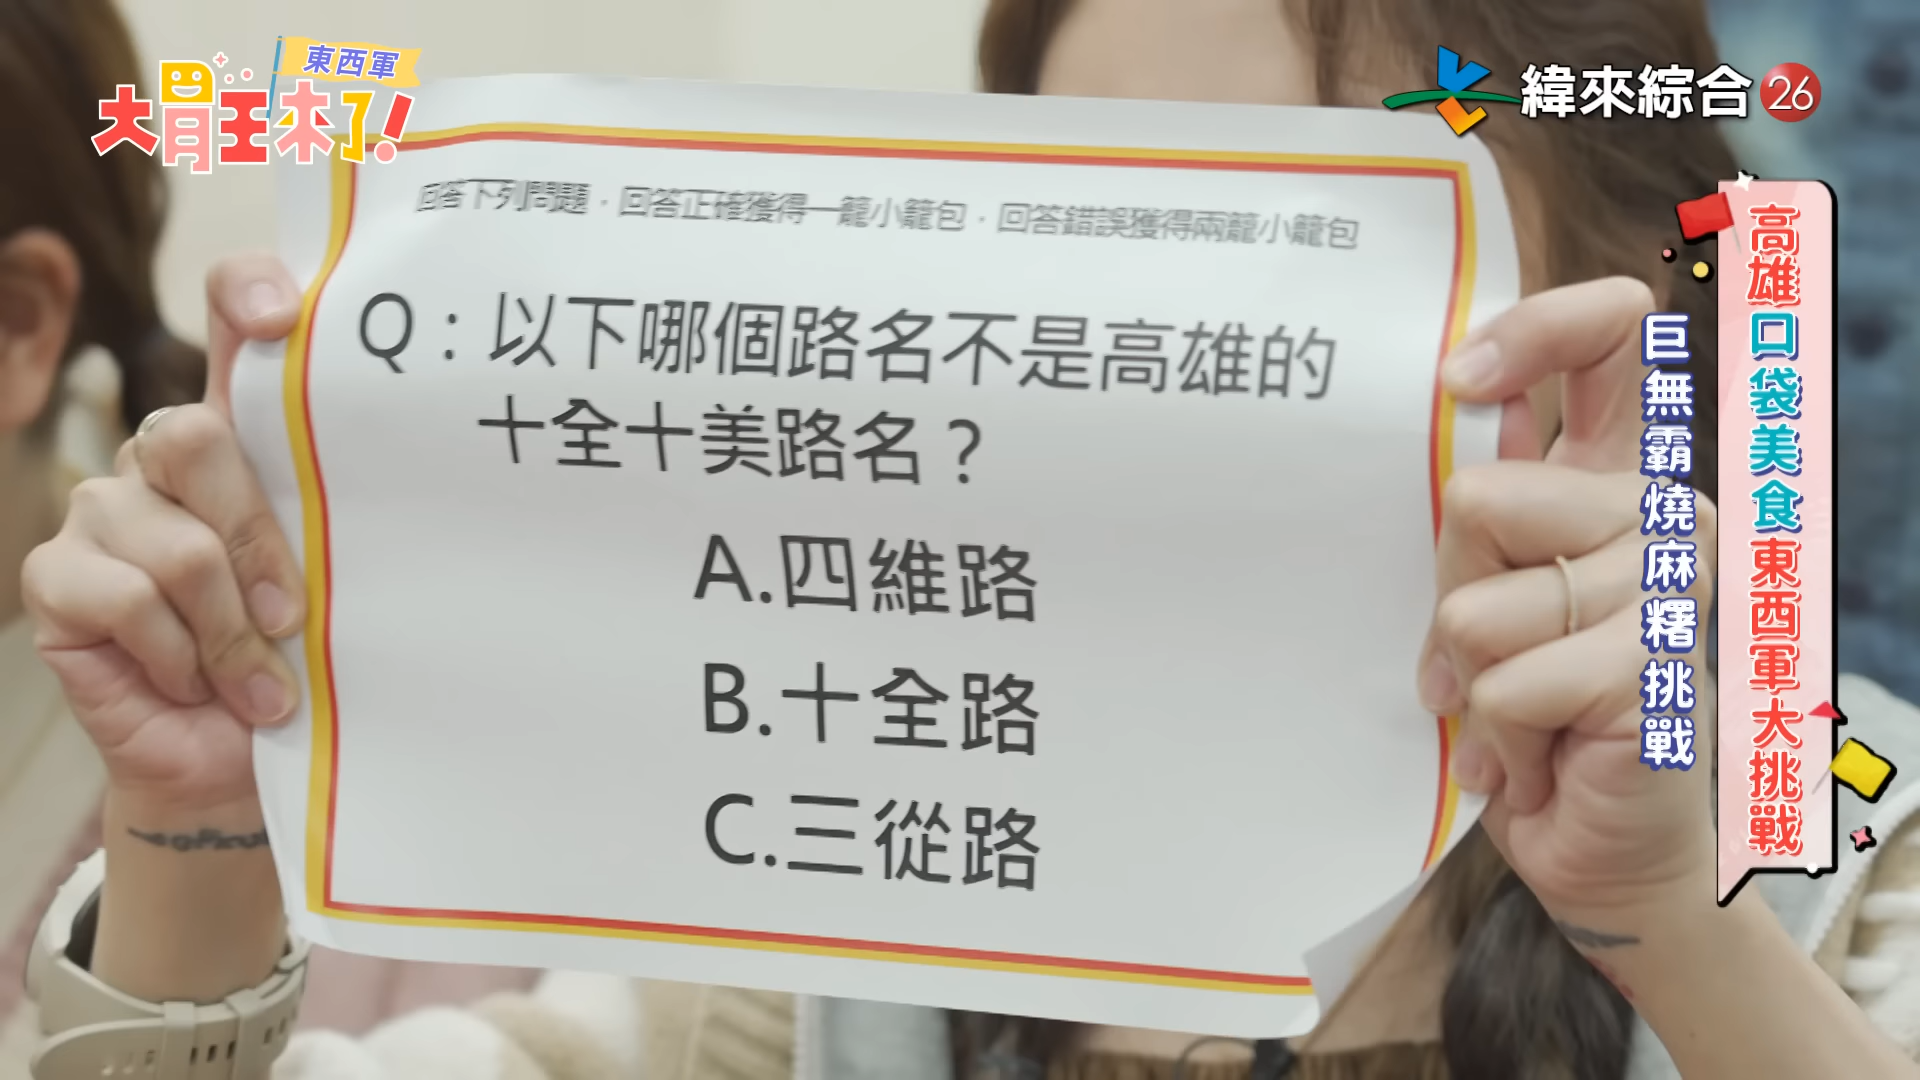 東西軍
大胃王來了!
緯來綜合26
回答下列問題，回答正確獲得一籠小籠包，回答錯誤獲得兩籠小籠包
Q：以下哪個路名不是高雄的
十全十美路名？
A.四維路
B.十全路
C.三從路
高雄口袋美食東西軍大挑戰
巨無霸燒麻糬挑戰